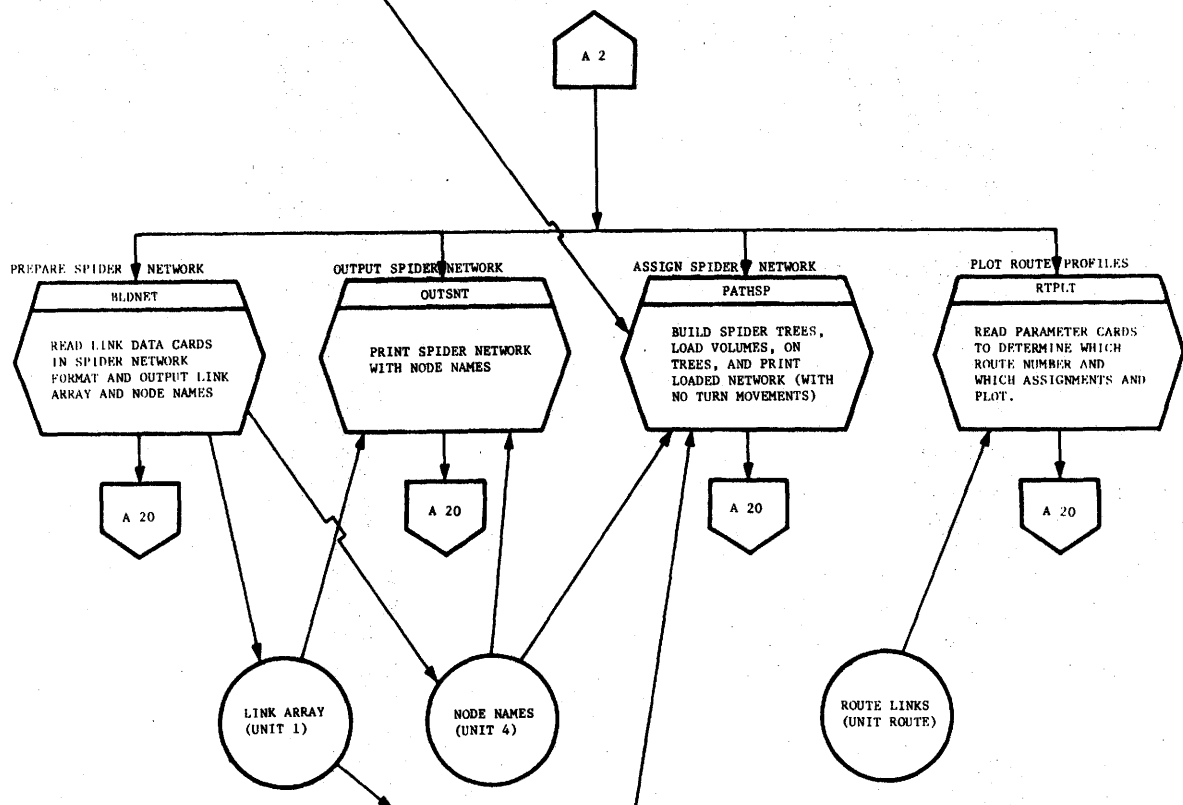 A 2
PREPARE SPIDER NETWORK
BLDNET
READ LINK DATA CARDS
IN SPIDER NETWORK
FORMAT AND OUTPUT LINK
ARRAY AND NODE NAMES
A 20
OUTPUT SPIDER NETWORK
OUTSNT
PRINT SPIDER NETWORK
WITH NODE NAMES
A 20
ASSIGN SPIDER NETWORK
PATHSP
BUILD SPIDER TREES,
LOAD VOLUMES, ON
TREES, AND PRINT
LOADED NETWORK (WITH
NO TURN MOVEMENTS)
A 20
PLOT ROUTE PROFILES
RTPLT
READ PARAMETER CARDS
TO DETERMINE WHICH
ROUTE NUMBER AND
WHICH ASSIGNMENTS AND
PLOT.
A 20
LINK ARRAY
(UNIT 1)
NODE NAMES
(UNIT 4)
ROUTE LINKS
(UNIT ROUTE)